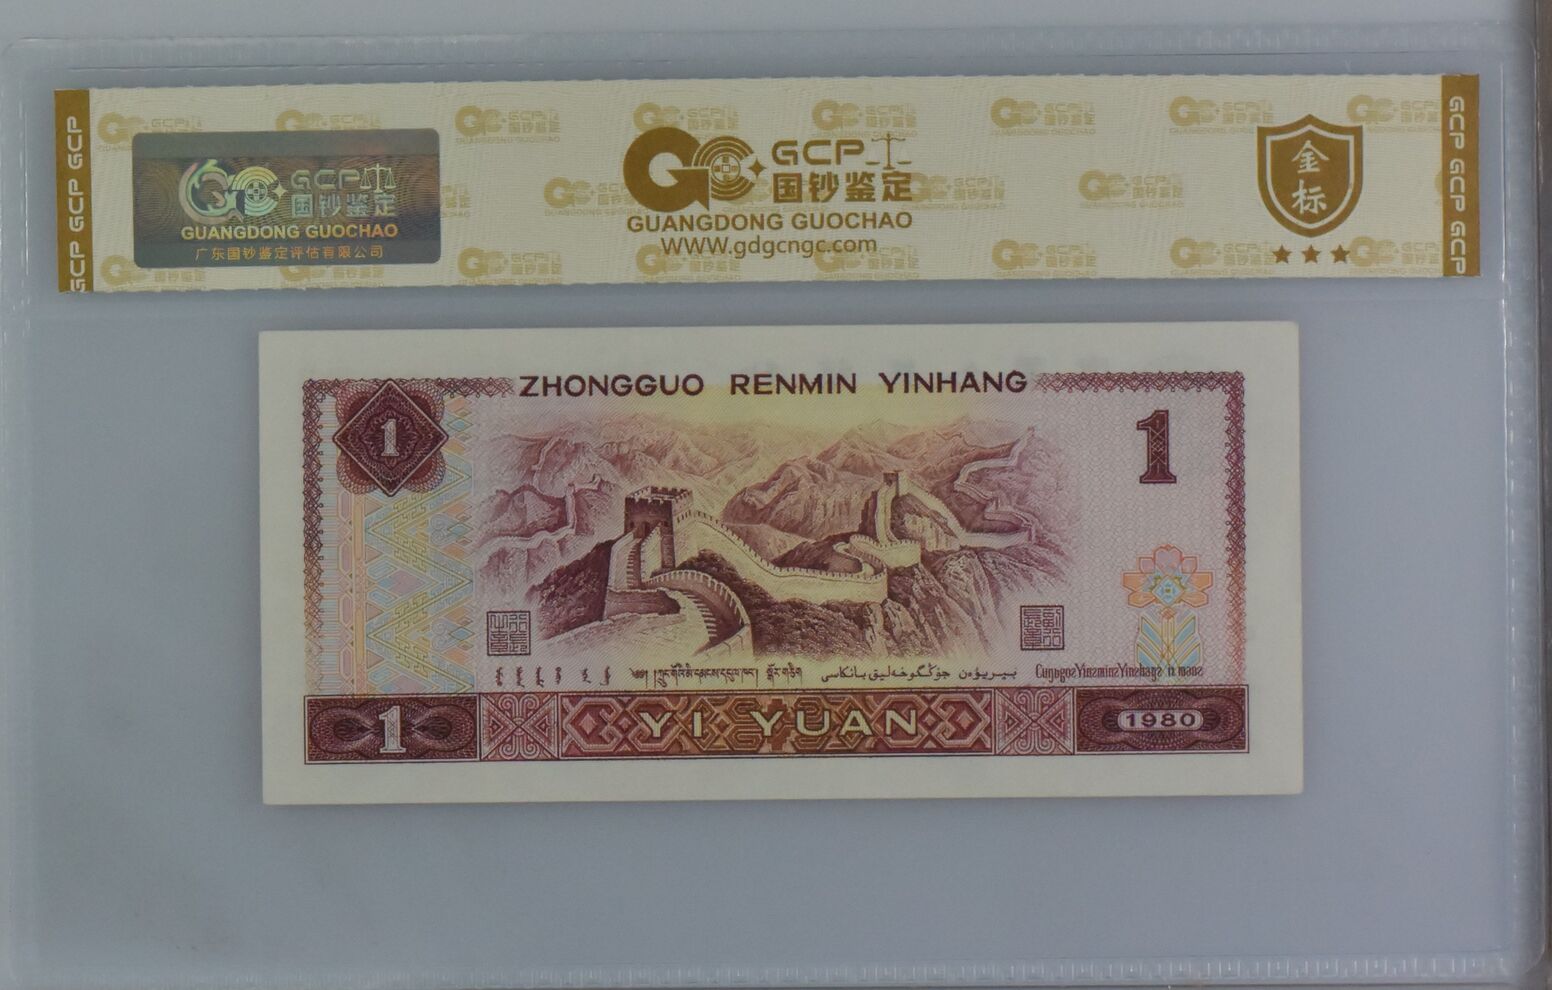 GCP GCP GCP
GCP
国钞鉴定
GUANGDONG GUOCHAO
广东国钞鉴定评估有限公司
GCP
国钞鉴定
GUANGDONG GUOCHAO
WWW.gdgcngc.com
金
标
GCP GCP GCP
ZHONGGUO RENMIN YINHANG
1
1
1
YI YUAN
1980